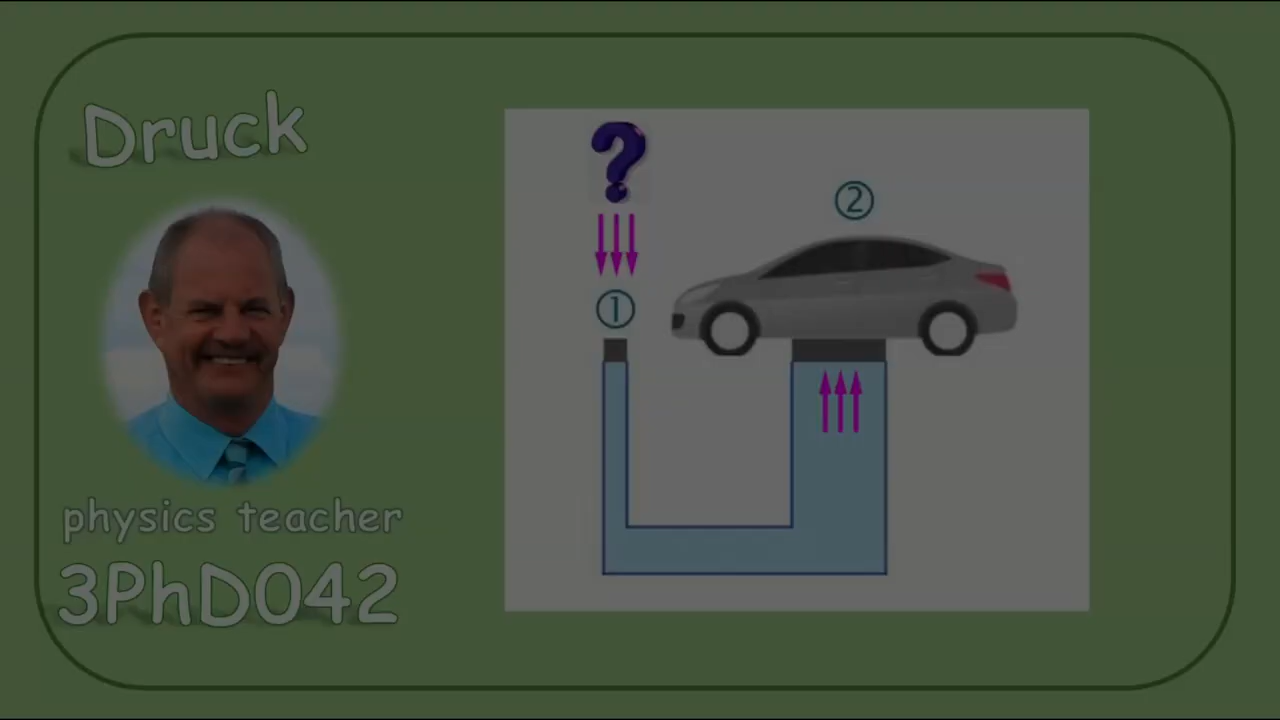 Druck
physics teacher
3PhD042
?
②
①